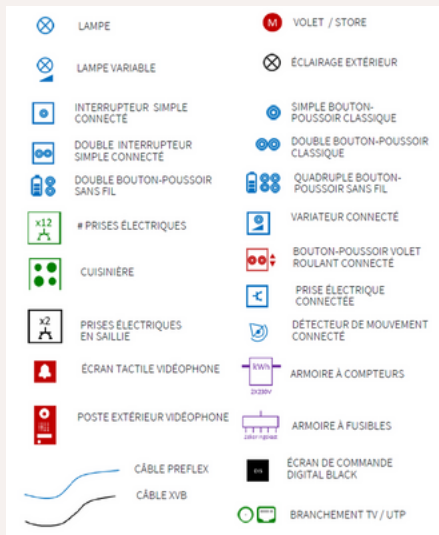 LAMPE
LAMPE VARIABLE
INTERRUPTEUR SIMPLE
CONNECTÉ
DOUBLE INTERRUPTEUR
SIMPLE CONNECTÉ
DOUBLE BOUTON-POUSSOIR
SANS FIL
x12
# PRISES ÉLECTRIQUES
CUISINIÈRE
x2
PRISES ÉLECTRIQUES
EN SAILLIE
ÉCRAN TACTILE VIDÉOPHONE
POSTE EXTÉRIEUR VIDÉOPHONE
CÂBLE PREFLEX
CÂBLE XVB
M
VOLET / STORE
ÉCLAIRAGE EXTÉRIEUR
SIMPLE BOUTON-
POUSSOIR CLASSIQUE
DOUBLE BOUTON-POUSSOIR
CLASSIQUE
QUADRUPLE BOUTON-
POUSSOIR SANS FIL
VARIATEUR CONNECTÉ
BOUTON-POUSSOIR VOLET
ROULANT CONNECTÉ
PRISE ÉLECTRIQUE
CONNECTÉE
DÉTECTEUR DE MOUVEMENT
CONNECTÉ
kWh
2X230V
ARMOIRE À COMPTEURS
ARMOIRE À FUSIBLES
ÉCRAN DE COMMANDE
DIGITAL BLACK
BRANCHEMENT TV / UTP